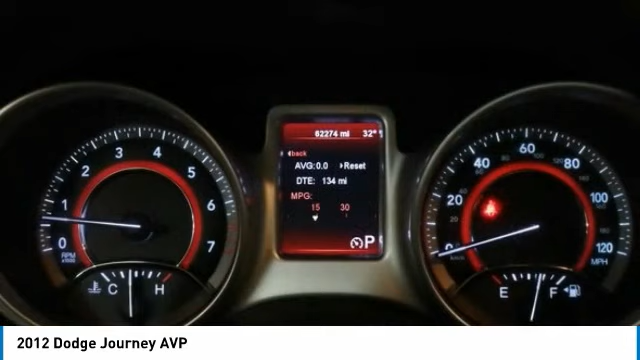 62274 mi 32°
back
AVG:0.0 Reset
DTE: 134 mi
MPG:
15 30
P
0 1 2 3 4 5 6 7
RPM
C H
0 20 40 60 80 100 120
MPH
E F
2012 Dodge Journey AVP